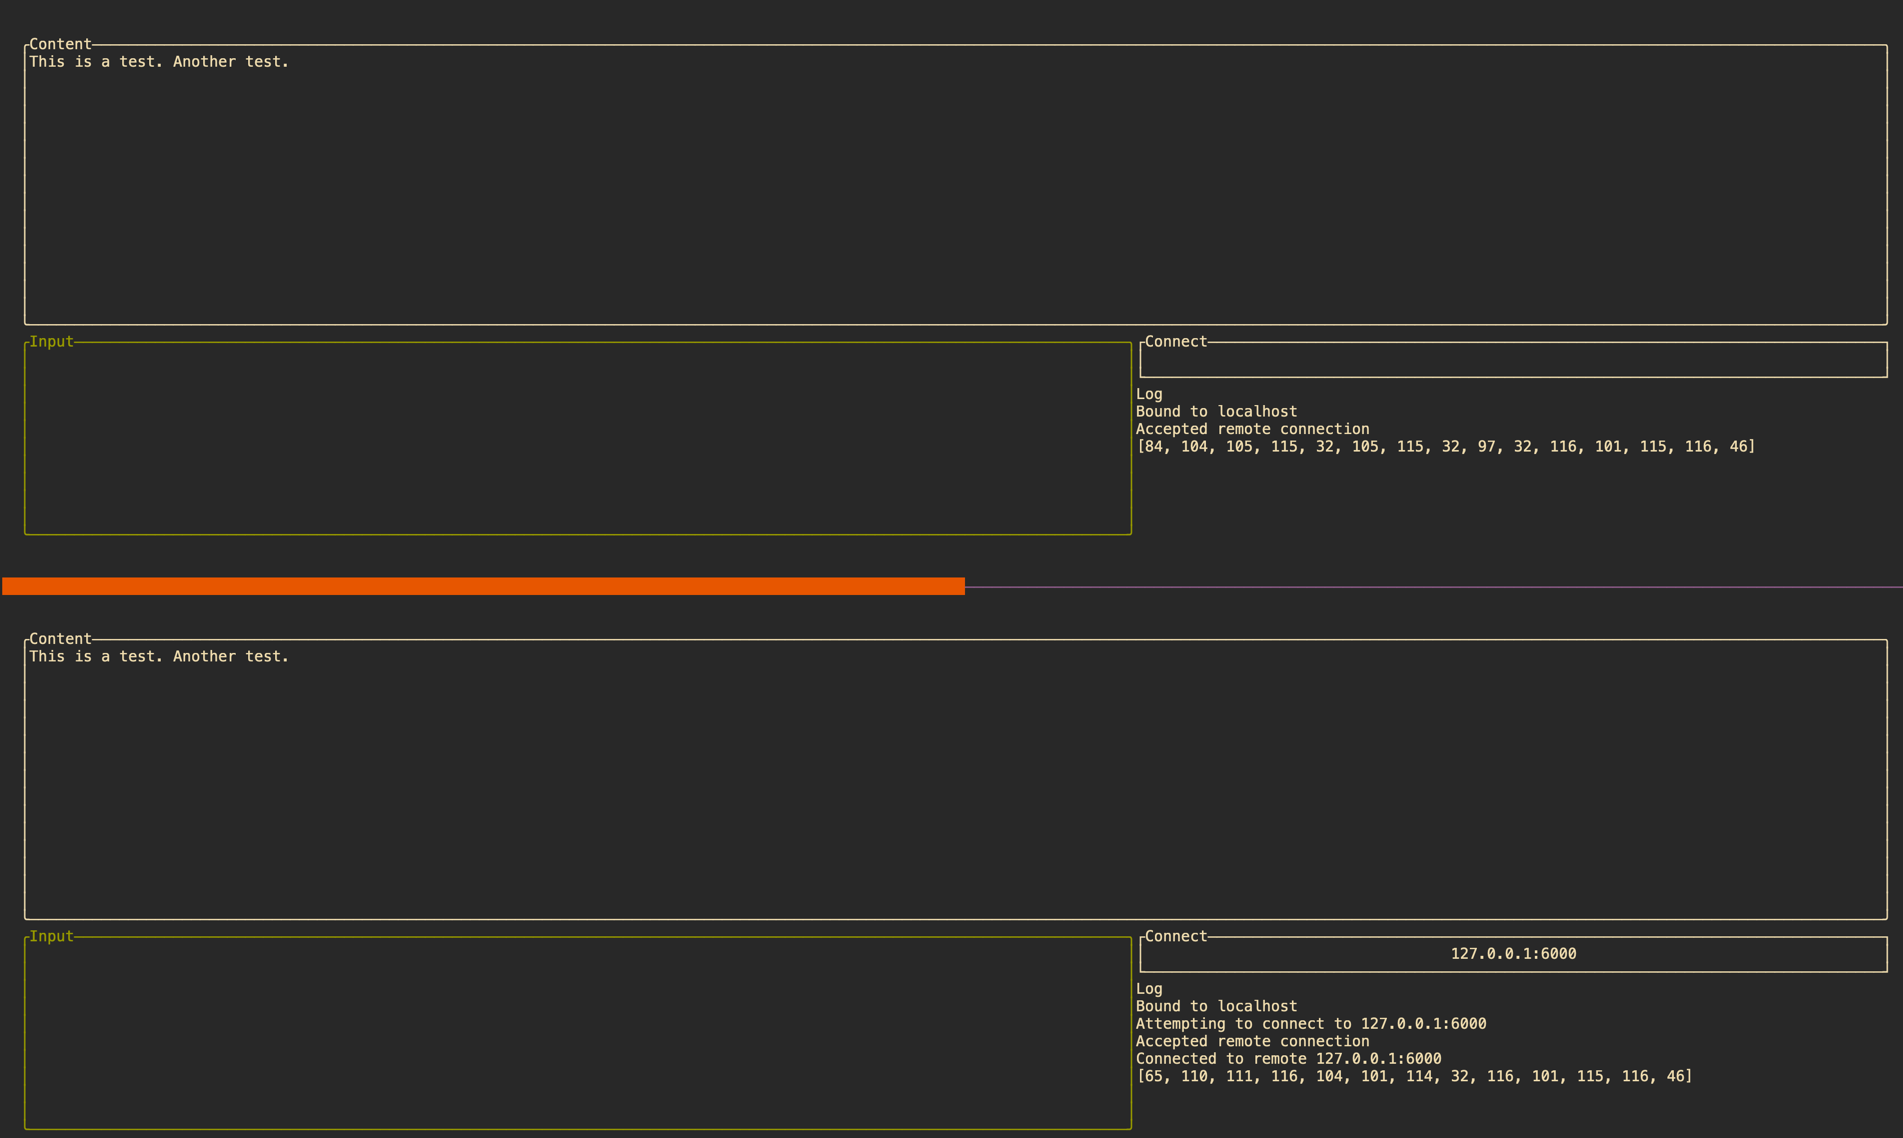 Content
This is a test. Another test.
Input
Connect
Log
Bound to localhost
Accepted remote connection
[84, 104, 105, 115, 32, 105, 115, 32, 97, 32, 116, 101, 115, 116, 46]
Content
This is a test. Another test.
Input
Connect
127.0.0.1:6000
Log
Bound to localhost
Attempting to connect to 127.0.0.1:6000
Accepted remote connection
Connected to remote 127.0.0.1:6000
[65, 110, 111, 116, 104, 101, 114, 32, 116, 101, 115, 116, 46]